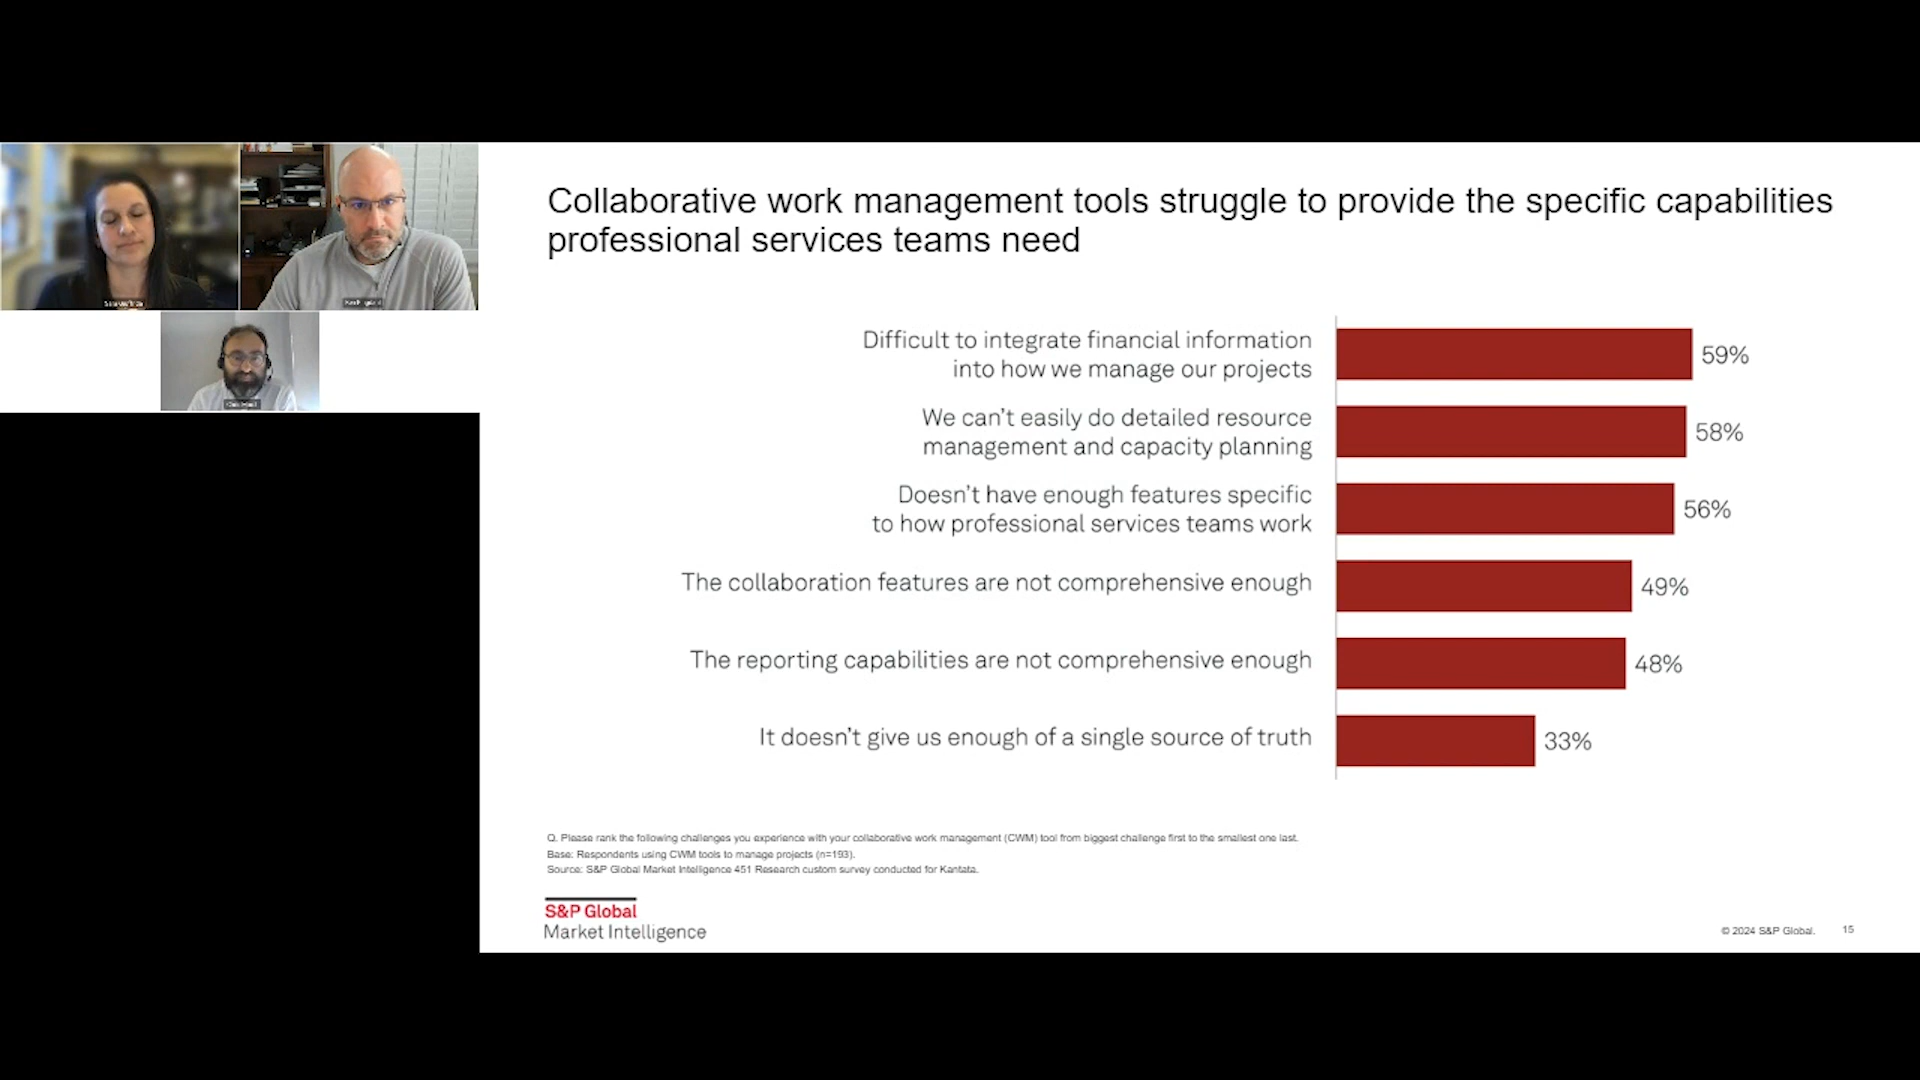 Collaborative work management tools struggle to provide the specific capabilities
professional services teams need
Difficult to integrate financial information
into how we manage our projects
59%
We can't easily do detailed resource
management and capacity planning
58%
Doesn't have enough features specific
to how professional services teams work
56%
The collaboration features are not comprehensive enough
49%
The reporting capabilities are not comprehensive enough
48%
It doesn't give us enough of a single source of truth
33%
Q. Please rank the following challenges you experience with your collaborative work management (CWM) tool from biggest challenge first to the smallest one last.
Base: Respondents using CWM tools to manage projects (n=193).
Source: S&P Global Market Intelligence 451 Research custom survey conducted for Kantata.
S&P Global
Market Intelligence
© 2024 S&P Global.
15